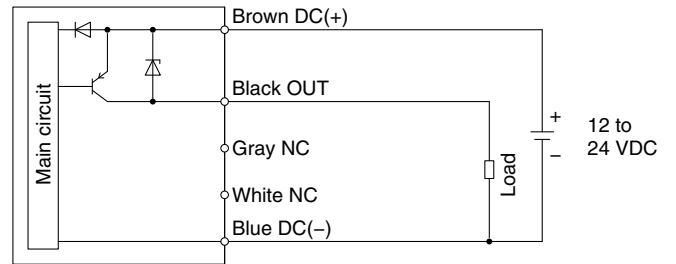 Brown DC(+)
Main circuit
Black OUT
Gray NC
White NC
Blue DC(−)
Load
+
−
12 to
24 VDC